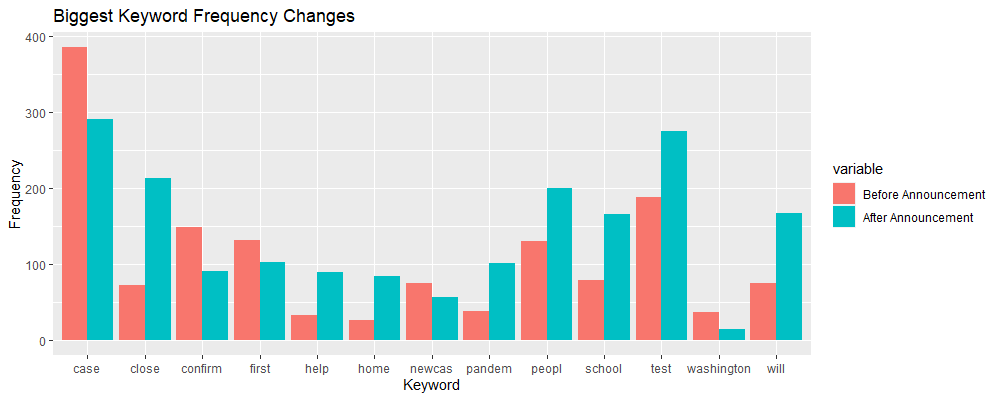 Biggest Keyword Frequency Changes
400
300
200
100
0
Frequency
case close confirm first help home newcas pandem peopl school test washington will
Keyword
variable
Before Announcement
After Announcement